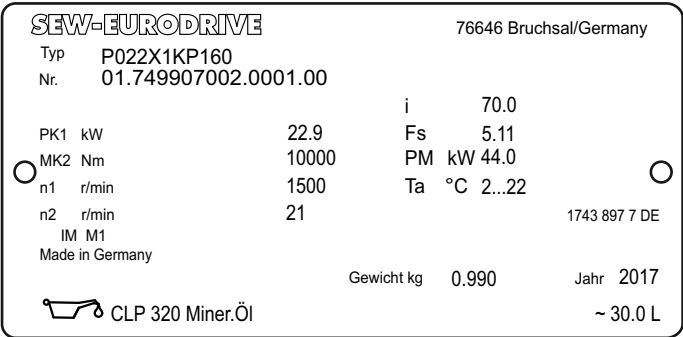 SEW-EURODRIVE 76646 Bruchsal/Germany
Typ P022X1KP160
Nr. 01.749907002.0001.00
i 70.0
PK1 kW 22.9 Fs 5.11
MK2 Nm 10000 PM kW 44.0
n1 r/min 1500 Ta °C 2...22
n2 r/min 21 1743 897 7 DE
IM M1
Made in Germany
Gewicht kg 0.990 Jahr 2017
CLP 320 Miner.Öl ~ 30.0 L